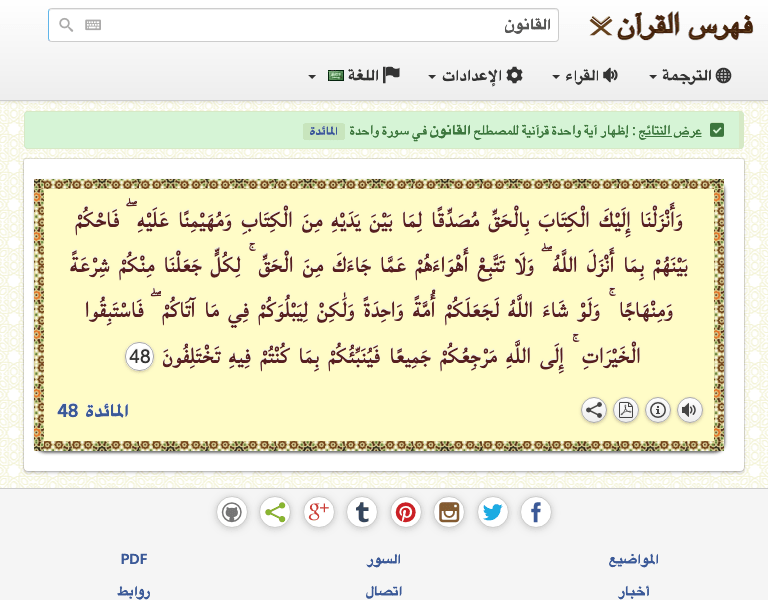 فهرس القرآن
القانون
الترجمة
القراء
الإعدادات
اللغة
عرض النتائج : إظهار آية واحدة قرآنية للمصطلح القانون في سورة واحدة المائدة
وَأَنْزَلْنَا إِلَيْكَ الْكِتَابَ بِالْحَقِّ مُصَدِّقًا لِمَا بَيْنَ يَدَيْهِ مِنَ الْكِتَابِ وَمُهَيْمِنًا عَلَيْهِ ۖ فَاحْكُمْ
بَيْنَهُمْ بِمَا أَنْزَلَ اللَّهُ ۖ وَلَا تَتَّبِعْ أَهْوَاءَهُمْ عَمَّا جَاءَكَ مِنَ الْحَقِّ ۚ لِكُلٍّ جَعَلْنَا مِنْكُمْ شِرْعَةً
وَمِنْهَاجًا ۚ وَلَوْ شَاءَ اللَّهُ لَجَعَلَكُمْ أُمَّةً وَاحِدَةً وَلَٰكِنْ لِيَبْلُوَكُمْ فِي مَا آتَاكُمْ ۖ فَاسْتَبِقُوا
الْخَيْرَاتِ ۚ إِلَى اللَّهِ مَرْجِعُكُمْ جَمِيعًا فَيُنَبِّئُكُمْ بِمَا كُنْتُمْ فِيهِ تَخْتَلِفُونَ 48
المائدة 48
المواضيع
السور
PDF
أخبار
اتصال
روابط